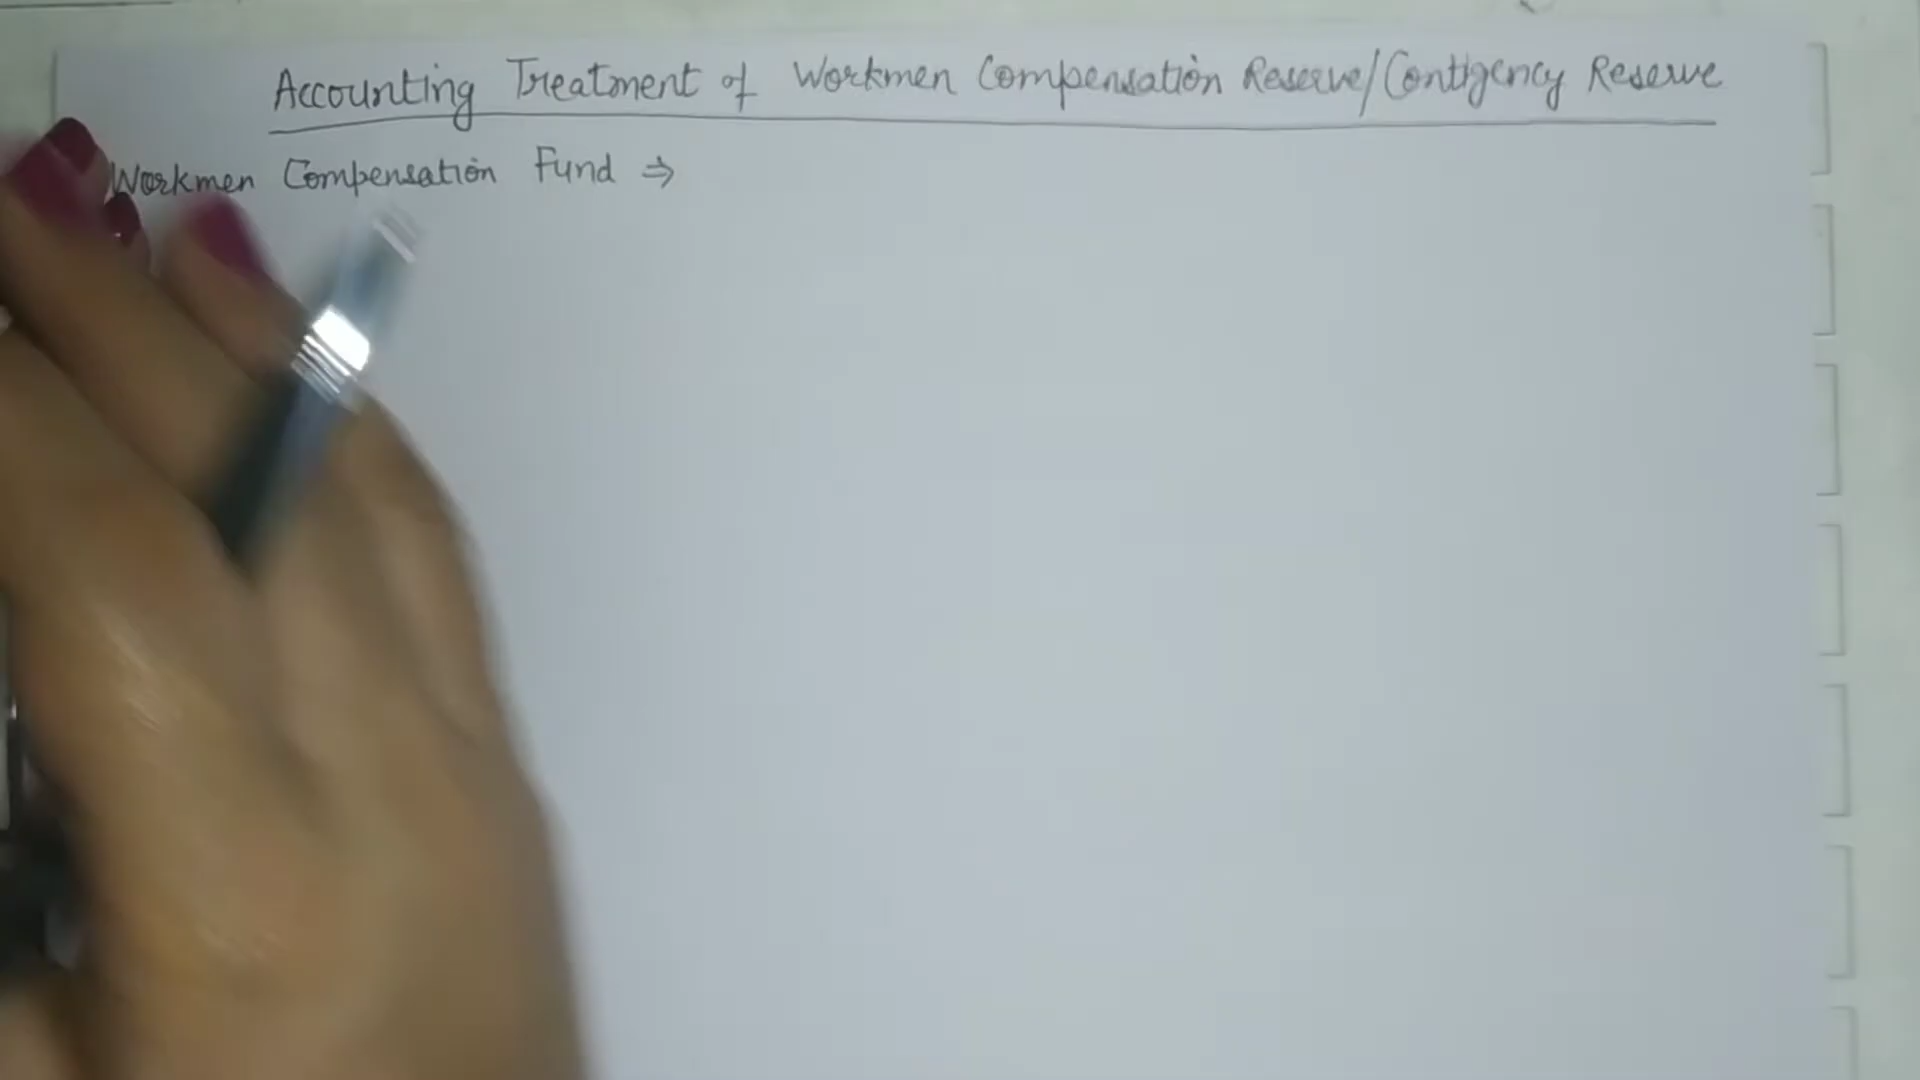 Accounting Treatment of Workmen Compensation Reserve/Contigency Reserve
Workmen Compensation Fund ⇒